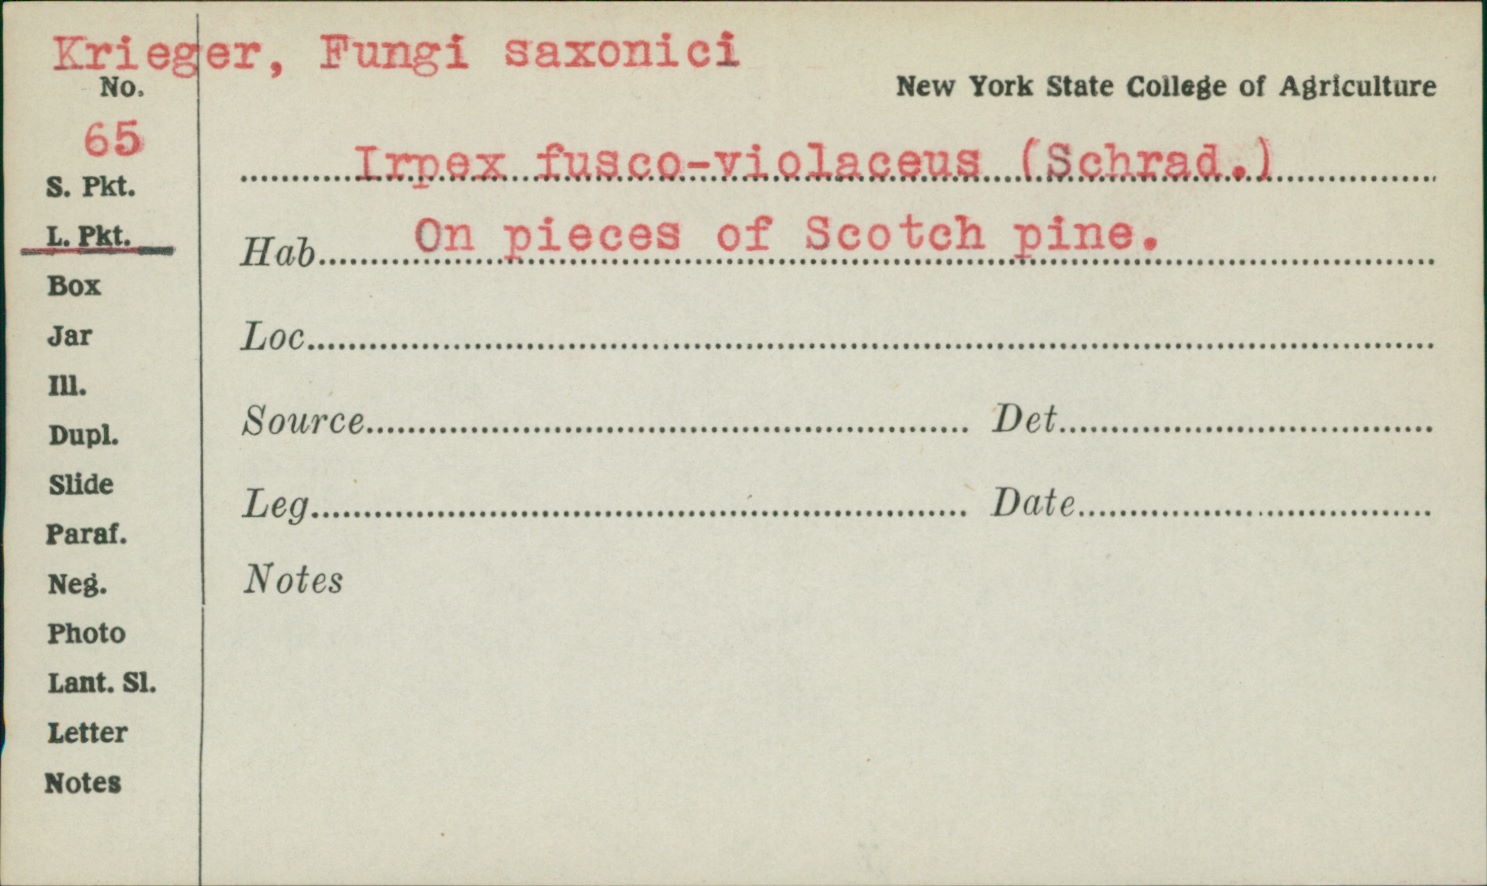 Krieger, Fungi saxonici
No.
New York State College of Agriculture
65
Irpex fusco-violaceus (Schrad.)
S. Pkt.
L. Pkt.
Hab. On pieces of Scotch pine.
Box
Jar
Loc.
Ill.
Dupl.
Source Det.
Slide
Leg. Date
Paraf.
Neg.
Notes
Photo
Lant. Sl.
Letter
Notes